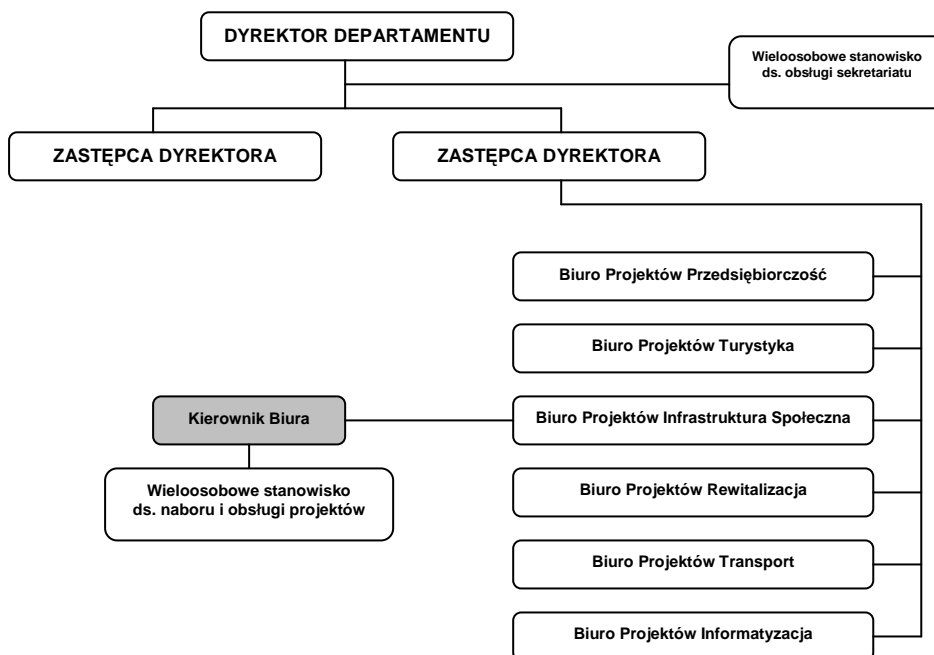 DYREKTOR DEPARTAMENTU
Wieloosobowe stanowisko
ds. obsługi sekretariatu
ZASTĘPCA DYREKTORA
ZASTĘPCA DYREKTORA
Biuro Projektów Przedsiębiorczość
Biuro Projektów Turystyka
Kierownik Biura
Biuro Projektów Infrastruktura Społeczna
Wieloosobowe stanowisko
ds. naboru i obsługi projektów
Biuro Projektów Rewitalizacja
Biuro Projektów Transport
Biuro Projektów Informatyzacja